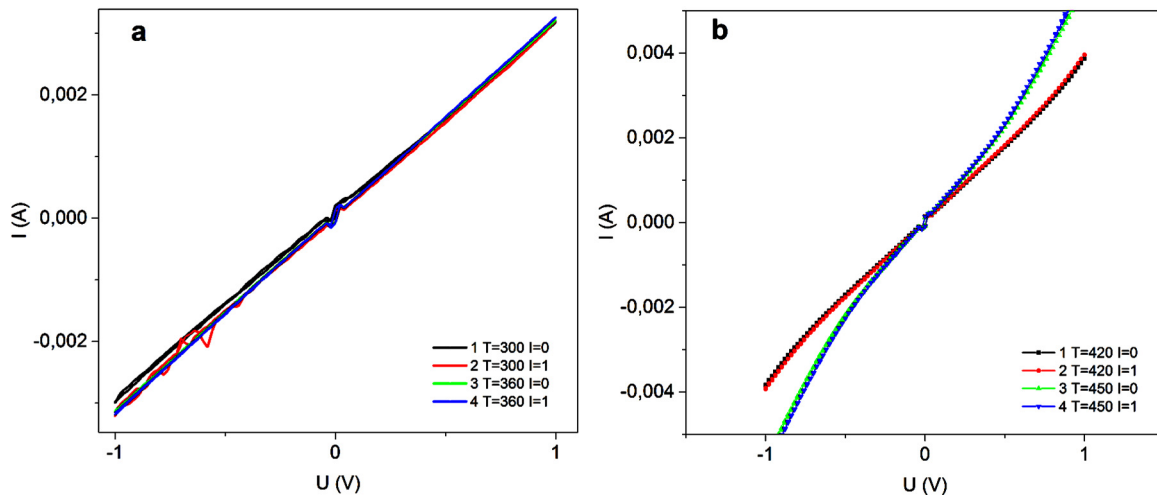 a
0,002
0,000
-0,002
I (A)
1 T=300 I=0
2 T=300 I=1
3 T=360 I=0
4 T=360 I=1
-1
0
1
U (V)
b
0,004
0,002
0,000
-0,002
-0,004
I (A)
1 T=420 I=0
2 T=420 I=1
3 T=450 I=0
4 T=450 I=1
-1
0
1
U (V)